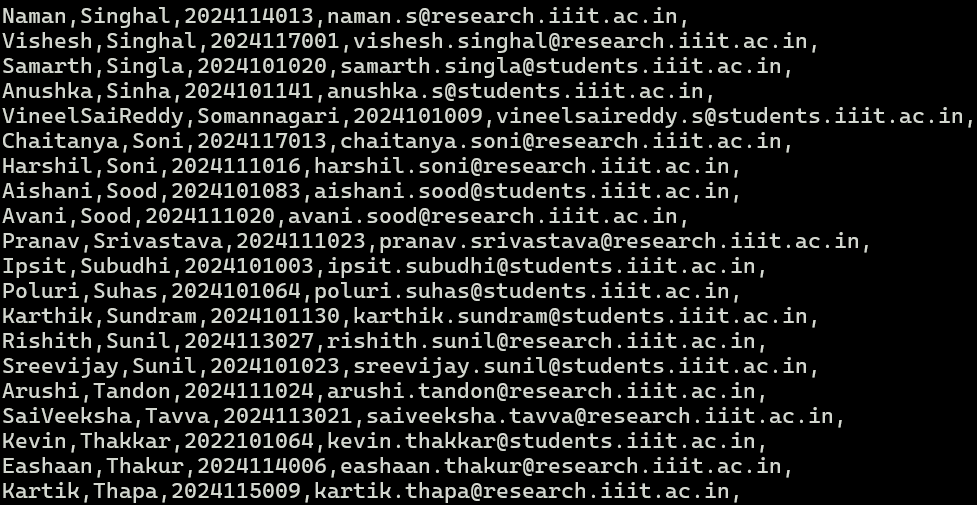 Naman,Singhal,2024114013,naman.s@research.iiit.ac.in,
Vishesh,Singhal,2024117001,vishesh.singhal@research.iiit.ac.in,
Samarth,Singla,2024101020,samarth.singla@students.iiit.ac.in,
Anushka,Sinha,2024101141,anushka.s@students.iiit.ac.in,
VineelSaiReddy,Somannagari,2024101009,vineelsaireddy.s@students.iiit.ac.in,
Chaitanya,Soni,2024117013,chaitanya.soni@research.iiit.ac.in,
Harshil,Soni,2024111016,harshil.soni@research.iiit.ac.in,
Aishani,Sood,2024101083,aishani.sood@students.iiit.ac.in,
Avani,Sood,2024111020,avani.sood@research.iiit.ac.in,
Pranav,Srivastava,2024111023,pranav.srivastava@research.iiit.ac.in,
Ipsit,Subudhi,2024101003,ipsit.subudhi@students.iiit.ac.in,
Poluri,Suhas,2024101064,poluri.suhas@students.iiit.ac.in,
Karthik,Sundram,2024101130,karthik.sundram@students.iiit.ac.in,
Rishith,Sunil,2024113027,rishith.sunil@research.iiit.ac.in,
Sreevijay,Sunil,2024101023,sreevijay.sunil@students.iiit.ac.in,
Arushi,Tandon,2024111024,arushi.tandon@research.iiit.ac.in,
SaiVeeksha,Tavva,2024113021,saiveeksha.tavva@research.iiit.ac.in,
Kevin,Thakkar,2022101064,kevin.thakkar@students.iiit.ac.in,
Eashaan,Thakur,2024114006,eashaan.thakur@research.iiit.ac.in,
Kartik,Thapa,2024115009,kartik.thapa@research.iiit.ac.in,